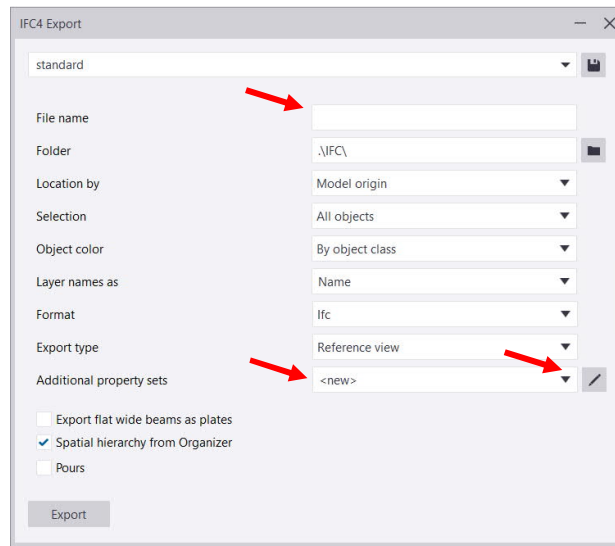 IFC4 Export
standard
File name
Folder .\IFC\
Location by Model origin
Selection All objects
Object color By object class
Layer names as Name
Format Ifc
Export type Reference view
Additional property sets <new>
Export flat wide beams as plates
Spatial hierarchy from Organizer
Pours
Export